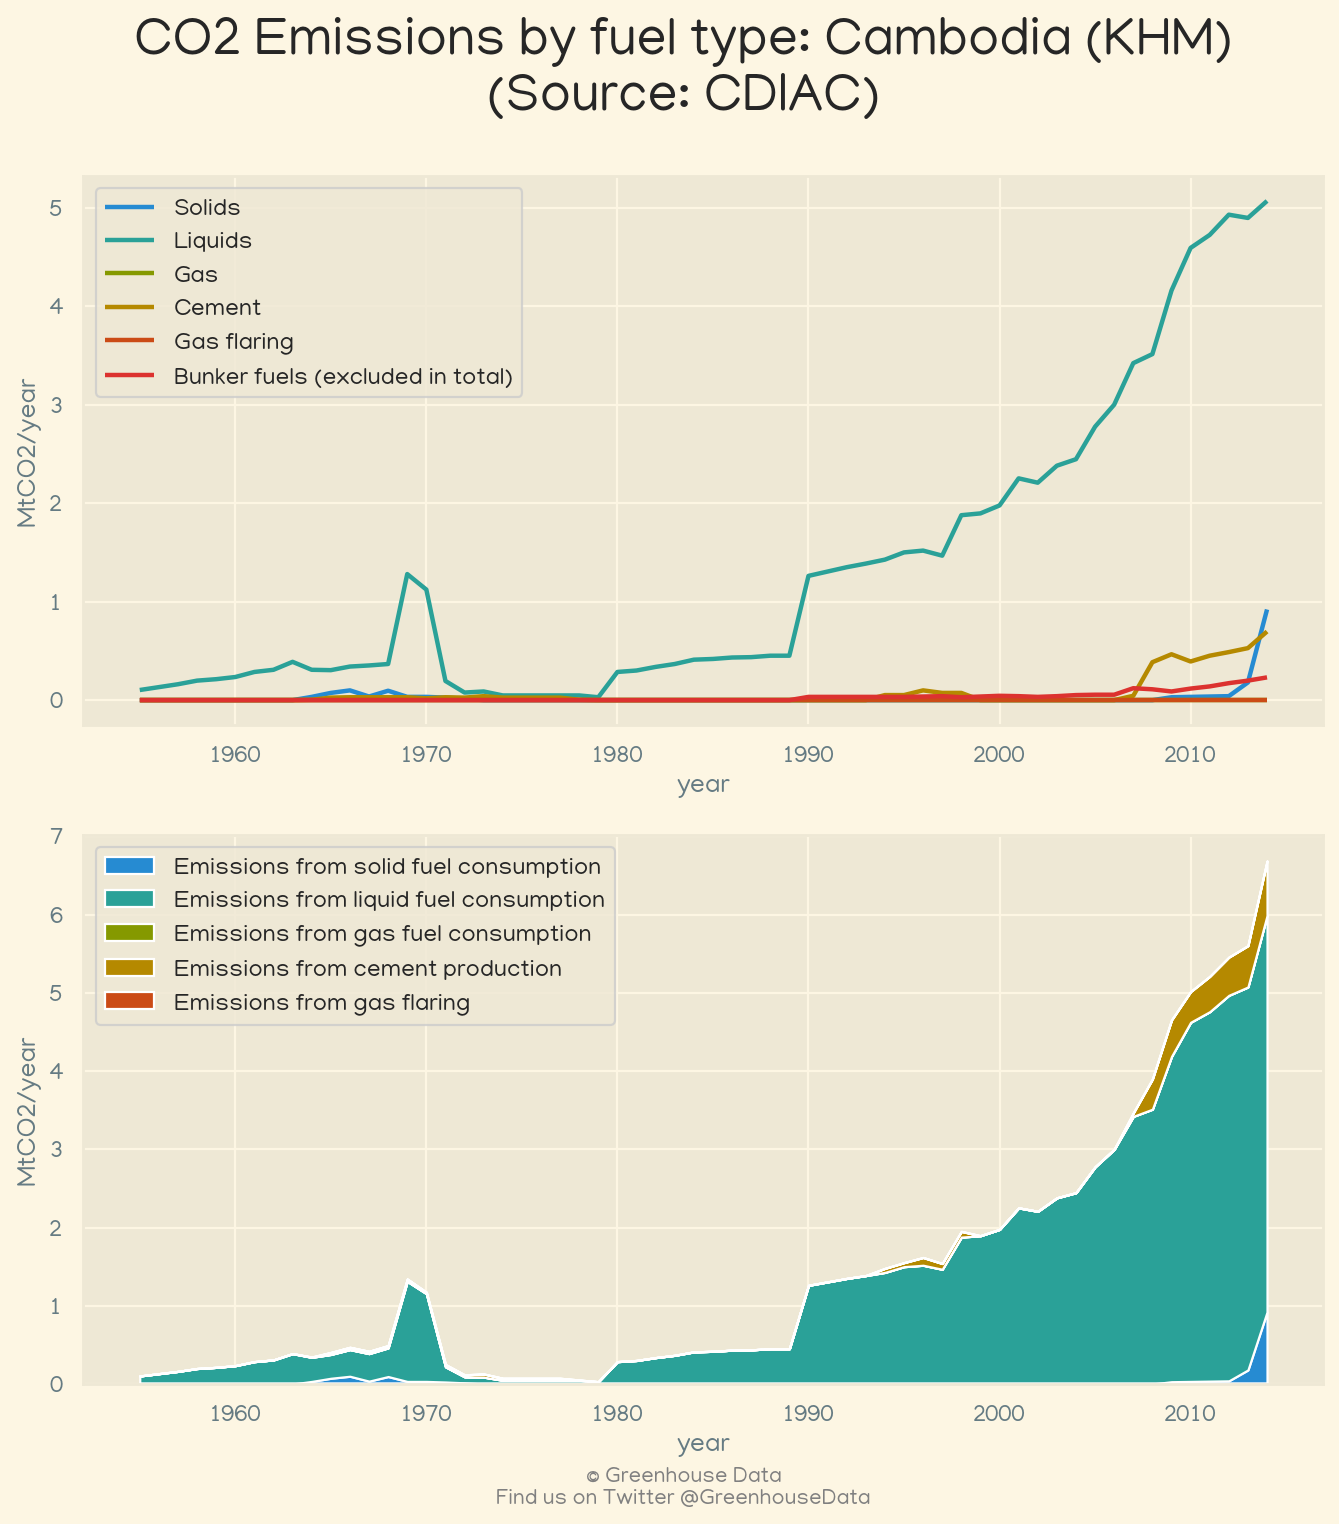 CO2 Emissions by fuel type: Cambodia (KHM)
(Source: CDIAC)
Solids
Liquids
Gas
Cement
Gas flaring
Bunker fuels (excluded in total)
MtCO2/year
5
4
3
2
1
0
1960 1970 1980 1990 2000 2010
year
Emissions from solid fuel consumption
Emissions from liquid fuel consumption
Emissions from gas fuel consumption
Emissions from cement production
Emissions from gas flaring
MtCO2/year
7
6
5
4
3
2
1
0
1960 1970 1980 1990 2000 2010
year
© Greenhouse Data
Find us on Twitter @GreenhouseData